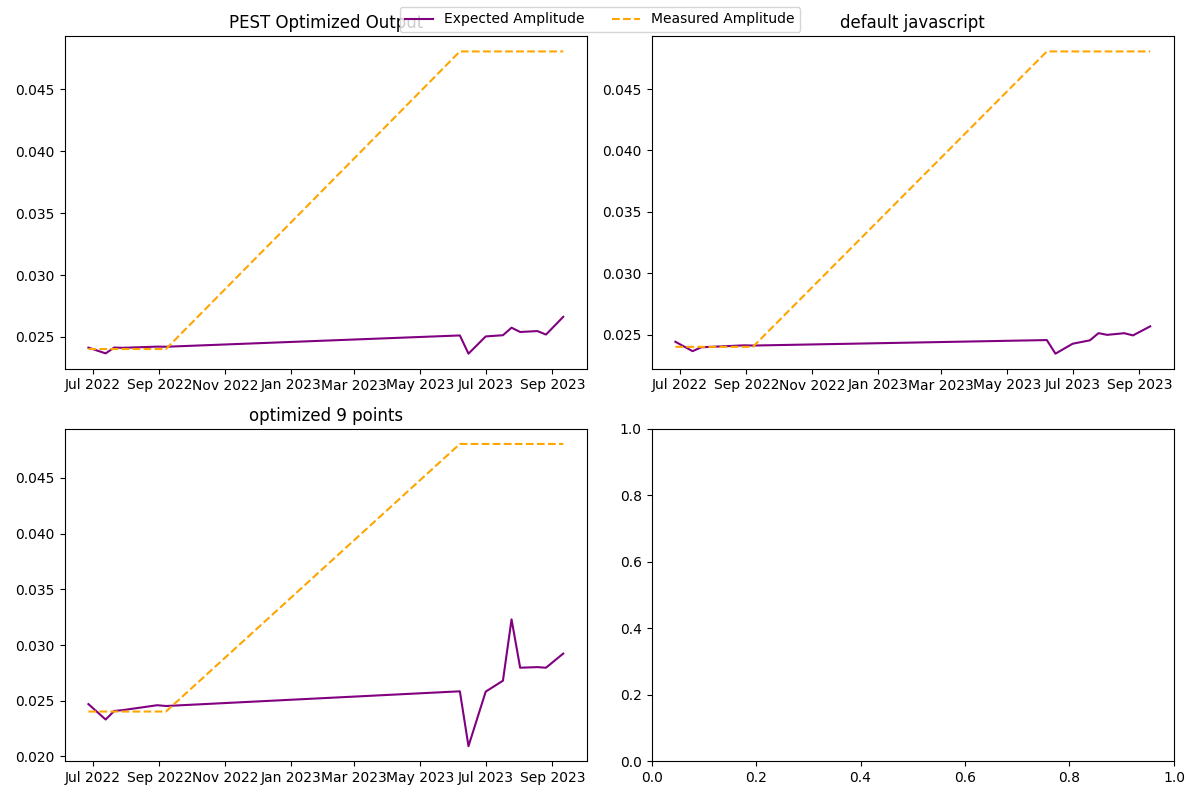 Expected Amplitude Measured Amplitude
PEST Optimized Output
0.045
0.040
0.035
0.030
0.025
Jul 2022 Sep 2022 Nov 2022 Jan 2023 Mar 2023 May 2023 Jul 2023 Sep 2023
default javascript
0.045
0.040
0.035
0.030
0.025
Jul 2022 Sep 2022 Nov 2022 Jan 2023 Mar 2023 May 2023 Jul 2023 Sep 2023
optimized 9 points
0.045
0.040
0.035
0.030
0.025
0.020
Jul 2022 Sep 2022 Nov 2022 Jan 2023 Mar 2023 May 2023 Jul 2023 Sep 2023
1.0
0.8
0.6
0.4
0.2
0.0
0.0 0.2 0.4 0.6 0.8 1.0